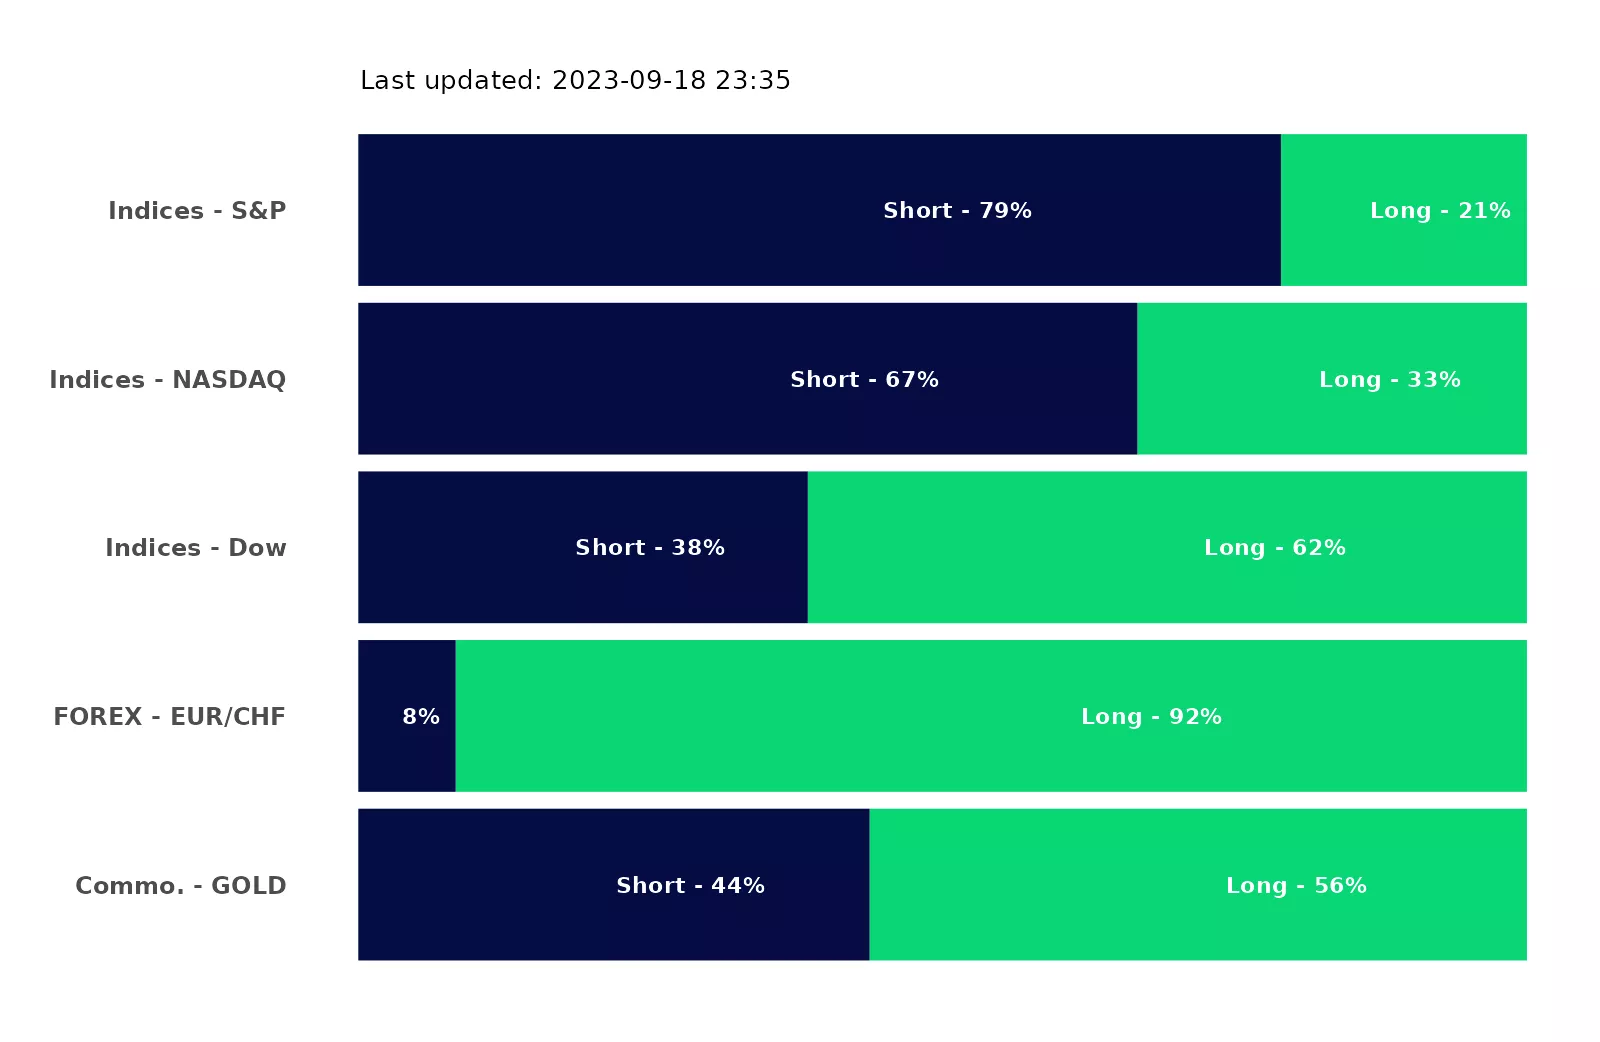 Last updated: 2023-09-18 23:35
Indices - S&P
Short - 79%
Long - 21%
Indices - NASDAQ
Short - 67%
Long - 33%
Indices - Dow
Short - 38%
Long - 62%
FOREX - EUR/CHF
8%
Long - 92%
Commo. - GOLD
Short - 44%
Long - 56%